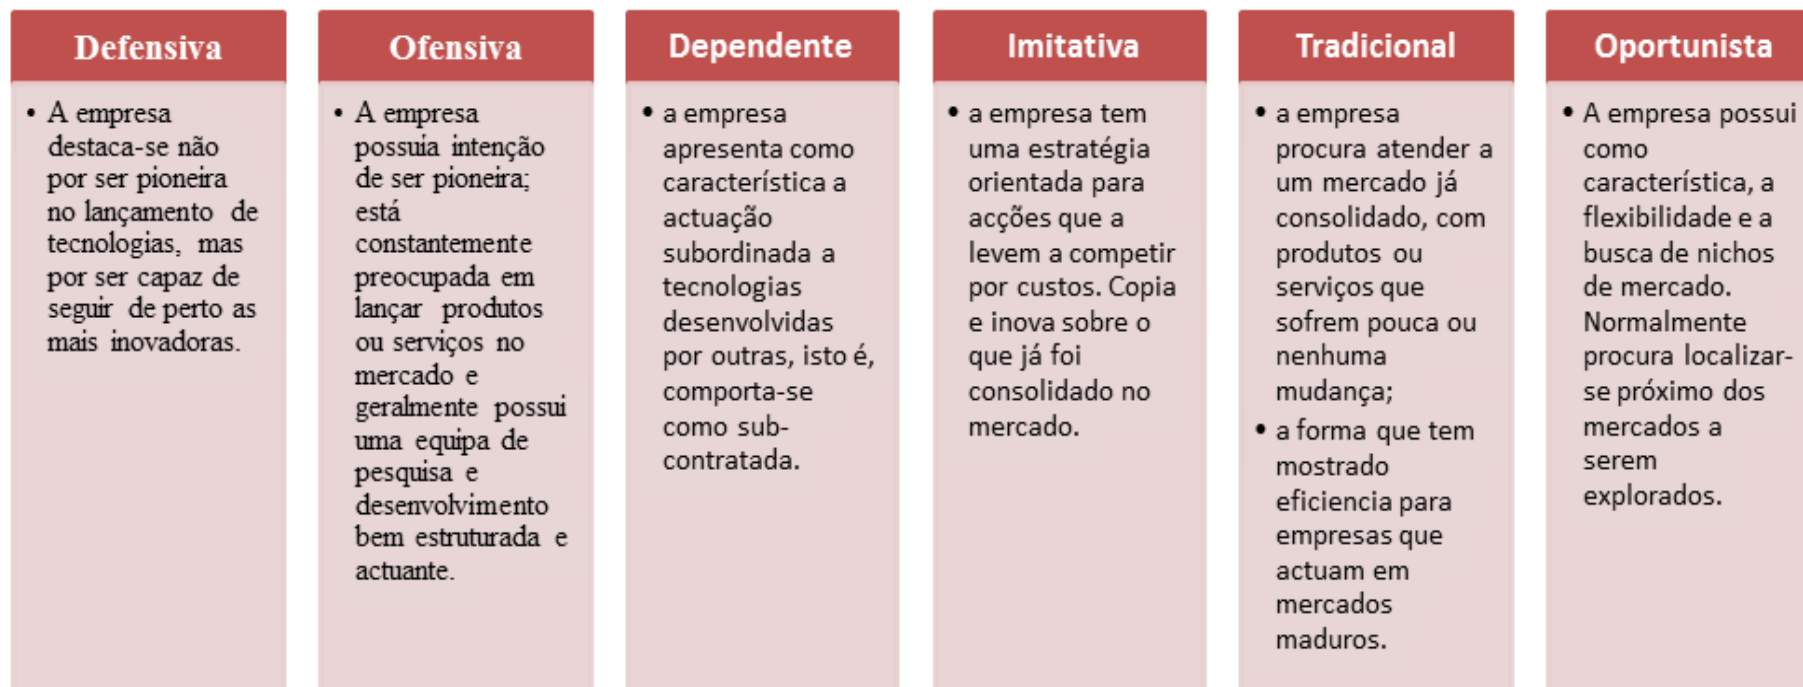 Defensiva
• A empresa
destaca-se não
por ser pioneira
no lançamento de
tecnologias, mas
por ser capaz de
seguir de perto as
mais inovadoras.
Ofensiva
• A empresa
possuía intenção
de ser pioneira;
está
constantemente
preocupada em
lançar produtos
ou serviços no
mercado e
geralmente possui
uma equipa de
pesquisa e
desenvolvimento
bem estruturada e
actuante.
Dependente
• a empresa
apresenta como
característica a
actuação
subordinada a
tecnologias
desenvolvidas
por outras, isto é,
comporta-se
como sub-
contratada.
Imitativa
• a empresa tem
uma estratégia
orientada para
acções que a
levem a competir
por custos. Copia
e inova sobre o
que já foi
consolidado no
mercado.
Tradicional
• a empresa
procura atender a
um mercado já
consolidado, com
produtos ou
serviços que
sofrem pouca ou
nenhuma
mudança;
• a forma que tem
mostrado
eficiencia para
empresas que
actuam em
mercados
maduros.
Oportunista
• A empresa possui
como
característica, a
flexibilidade e a
busca de nichos
de mercado.
Normalmente
procura localizar-
se próximo dos
mercados a
serem
explorados.